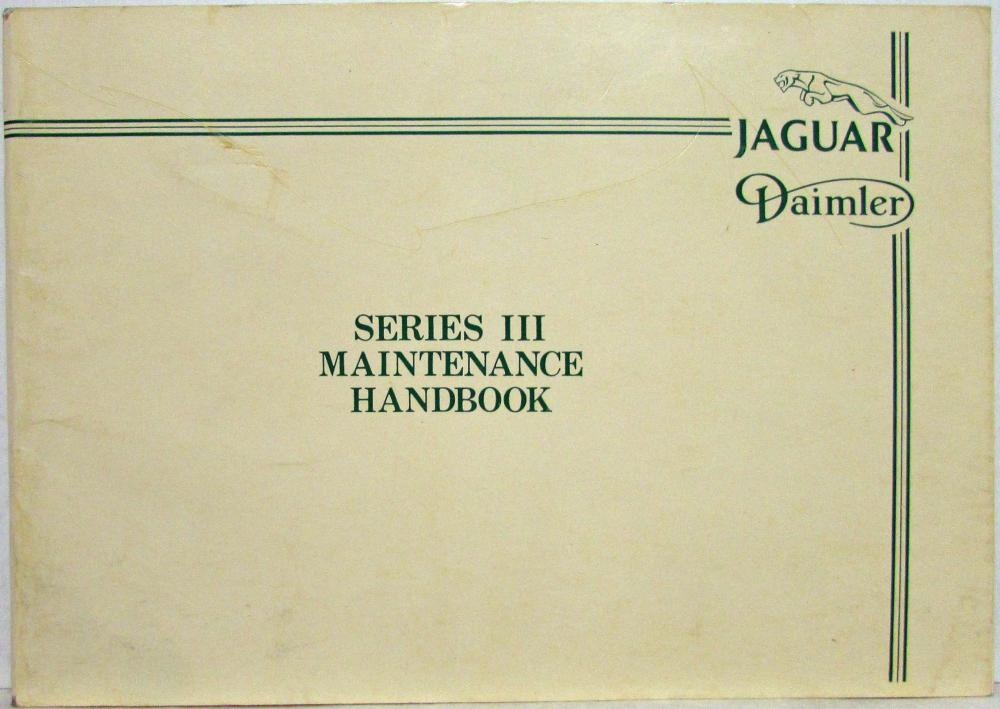 JAGUAR
Daimler
SERIES III
MAINTENANCE
HANDBOOK